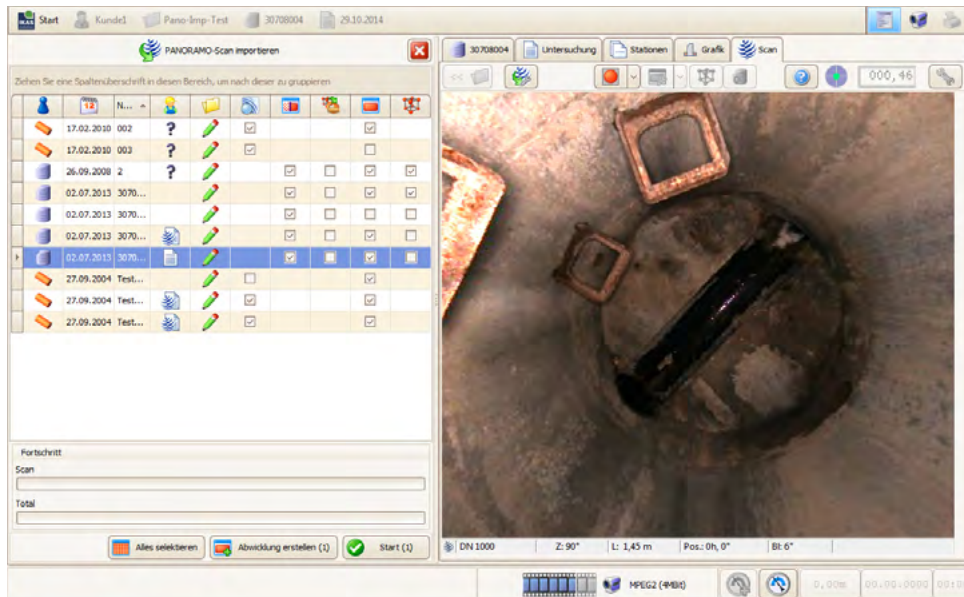 IKAS Start Kunde1 Pano-Imp-Test 30708004 29.10.2014
PANORAMO-Scan importieren
Ziehen Sie eine Spaltenüberschrift in diesen Bereich, um nach dieser zu gruppieren
12 N...
17.02.2010 002 ?
17.02.2010 003 ?
26.09.2008 2 ?
02.07.2013 3070...
02.07.2013 3070...
02.07.2013 3070...
02.07.2013 3070...
27.09.2004 Test...
27.09.2004 Test...
27.09.2004 Test...
Fortschritt
Scan
Total
Alles selektieren Abwicklung erstellen (1) Start (1)
30708004 Untersuchung Stationen Grafik Scan
<< ? 000,46
DN 1000 Z: 90° L: 1,45 m Pos.: 0h, 0° Bl: 6°
MPEG2 (4MBit) 0.00m 00:00:0000